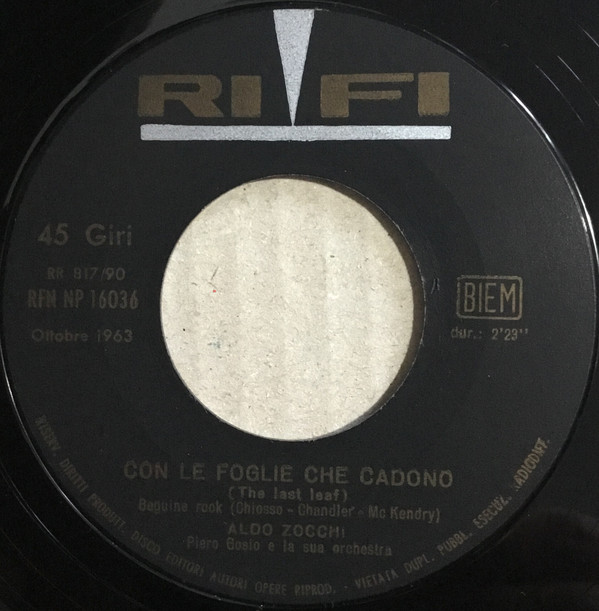 RI FI
45 Giri
RR 817/90
RFN NP 16036
Ottobre 1963
BIEM
dur.: 2'23''
CON LE FOGLIE CHE CADONO
(The last leaf)
Beguine rock (Chiosso - Chandler - Mc Kendry)
ALDO ZOCCHI
Piero Gosio e la sua orchestra
RISERV. DIRITTI PRODUTT. DISCO EDITORI AUTORI OPERE RIPROD. - VIETATA DUPL. PUBBL. ESECUZ. RADIODIFF.